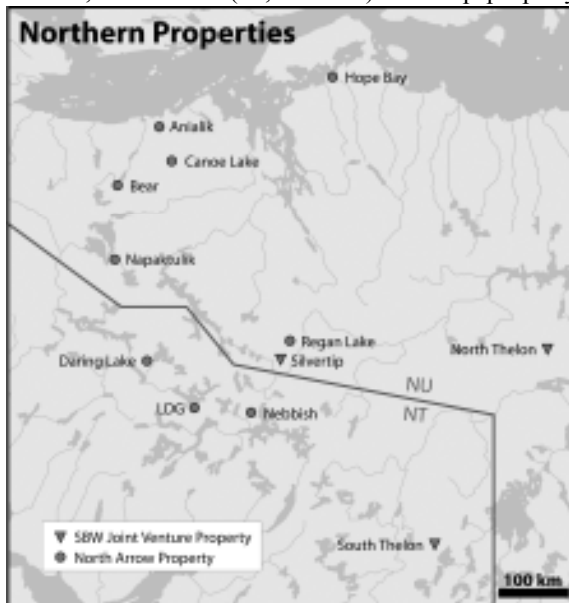 Northern Properties
Hope Bay
Anialik
Canoe Lake
Bear
Napaktulik
Regan Lake
North Thelon
Silvertip
Daring Lake
NU
LDG
Nebbish
NT
SBW Joint Venture Property
South Thelon
North Arrow Property
100 km